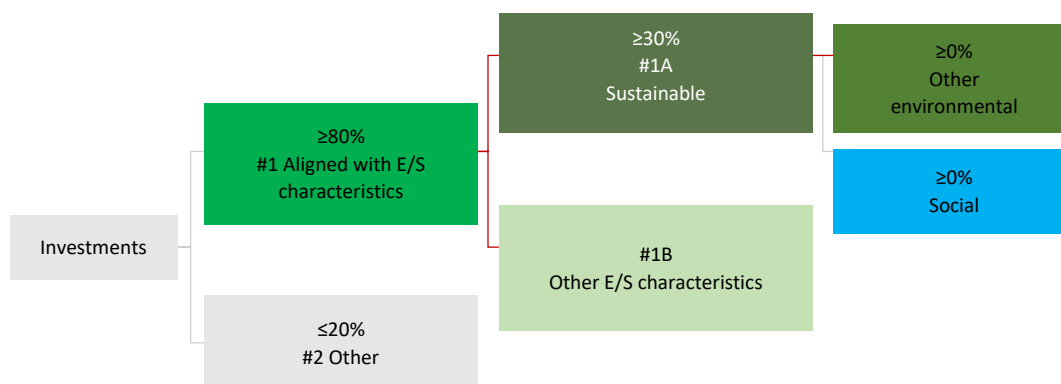 Investments
≥80%
#1 Aligned with E/S
characteristics
≤20%
#2 Other
≥30%
#1A
Sustainable
#1B
Other E/S characteristics
≥0%
Other
environmental
≥0%
Social